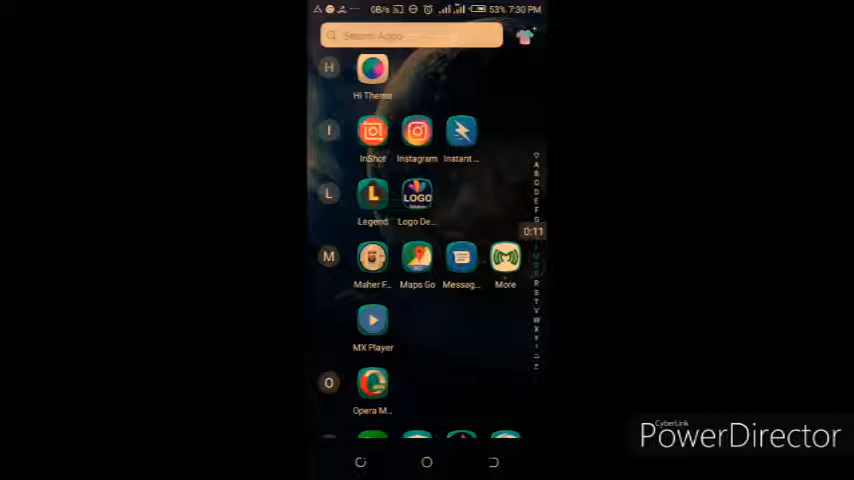 0B/s 53% 7:30 PM
Search Apps
H
Hi Theme
I
InShot Instagram Instant ...
L
L LOGO
Legend Logo De...
M
Maher F... Maps Go Messag... More
MX Player
O
Opera M...
A
B
C
D
E
F
0:11
R
S
T
V
W
X
Y
CyberLink
PowerDirector